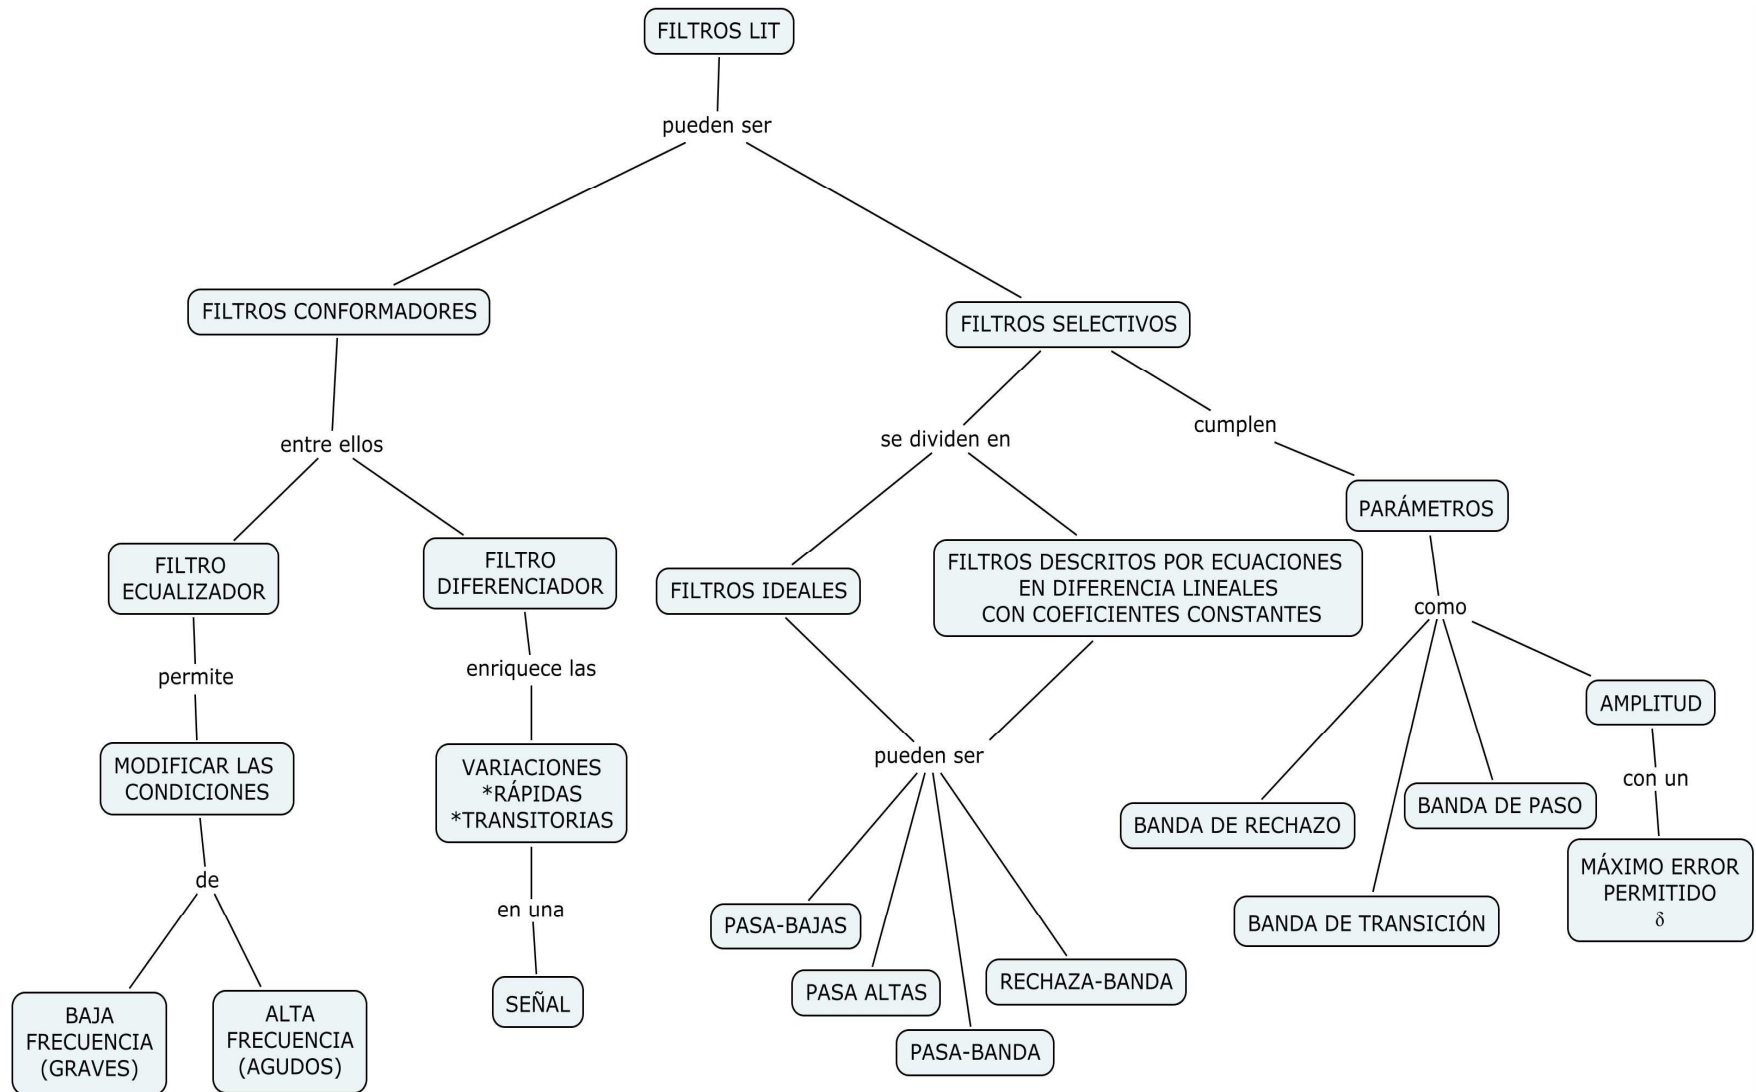 FILTROS LIT
pueden ser
FILTROS CONFORMADORES
FILTROS SELECTIVOS
entre ellos
se dividen en
cumplen
PARÁMETROS
FILTRO
ECUALIZADOR
FILTRO
DIFERENCIADOR
FILTROS IDEALES
FILTROS DESCRITOS POR ECUACIONES
EN DIFERENCIA LINEALES
CON COEFICIENTES CONSTANTES
como
permite
enriquece las
AMPLITUD
MODIFICAR LAS
CONDICIONES
VARIACIONES
*RÁPIDAS
*TRANSITORIAS
pueden ser
con un
BANDA DE RECHAZO
BANDA DE PASO
MÁXIMO ERROR
PERMITIDO
δ
de
en una
PASA-BAJAS
BANDA DE TRANSICIÓN
BAJA
FRECUENCIA
(GRAVES)
ALTA
FRECUENCIA
(AGUDOS)
SEÑAL
PASA ALTAS
RECHAZA-BANDA
PASA-BANDA